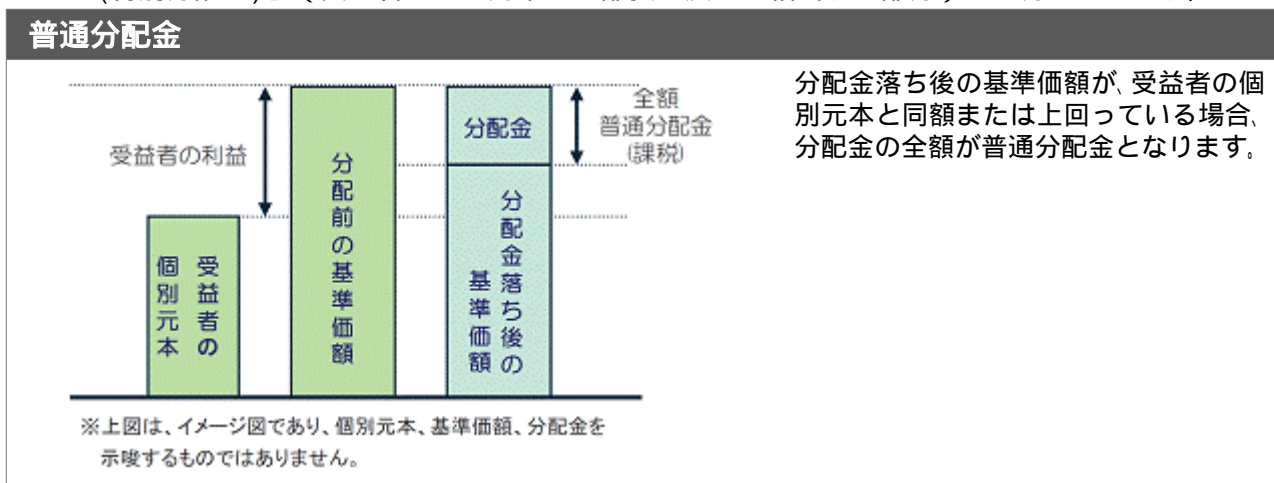 普通分配金
分配金落ち後の基準価額が、受益者の個
別元本と同額または上回っている場合、
分配金の全額が普通分配金となります。
受益者の利益
受益者の
個別元本
分配前の基準価額
分配金
分配金落ち後の
基準価額
全額
普通分配金
(課税)
※上図は、イメージ図であり、個別元本、基準価額、分配金を
示唆するものではありません。